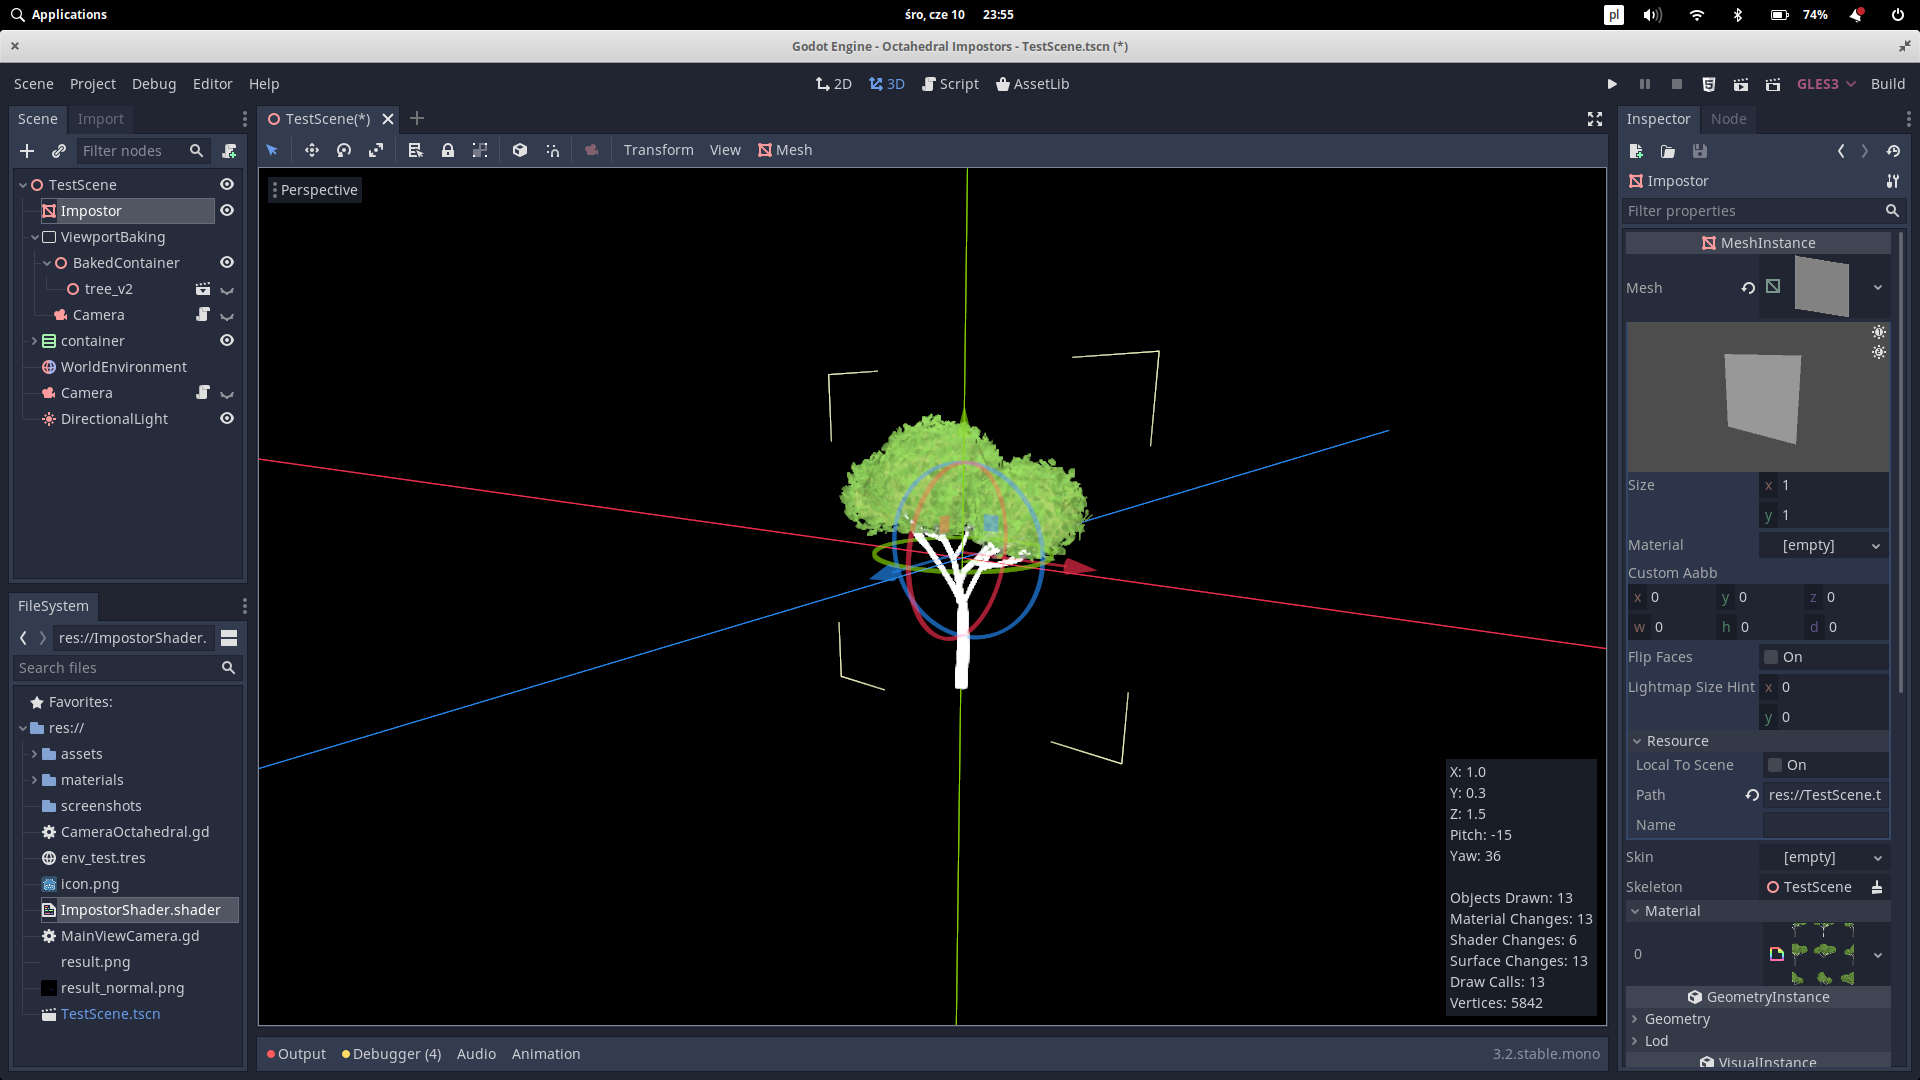 Applications
śro, cze 10 23:55
pl
74%
Godot Engine - Octahedral Impostors - TestScene.tscn (*)
Scene Project Debug Editor Help
2D 3D Script AssetLib
GLES3 Build
Scene Import
Filter nodes
TestScene
Impostor
ViewportBaking
BakedContainer
tree_v2
Camera
container
WorldEnvironment
Camera
DirectionalLight
FileSystem
res://ImpostorShader.
Search files
Favorites:
res://
assets
materials
screenshots
CameraOctahedral.gd
env_test.tres
icon.png
ImpostorShader.shader
MainViewCamera.gd
result.png
result_normal.png
TestScene.tscn
TestScene(*)
Transform View Mesh
Perspective
X: 1.0
Y: 0.3
Z: 1.5
Pitch: -15
Yaw: 36
Objects Drawn: 13
Material Changes: 13
Shader Changes: 6
Surface Changes: 13
Draw Calls: 13
Vertices: 5842
Output Debugger (4) Audio Animation
3.2.stable.mono
Inspector Node
Impostor
Filter properties
MeshInstance
Mesh
Size x 1
y 1
Material [empty]
Custom Aabb
x 0 y 0 z 0
w 0 h 0 d 0
Flip Faces On
Lightmap Size Hint x 0
y 0
Resource
Local To Scene On
Path res://TestScene.t
Name
Skin [empty]
Skeleton TestScene
Material
0
GeometryInstance
Geometry
Lod
VisualInstance